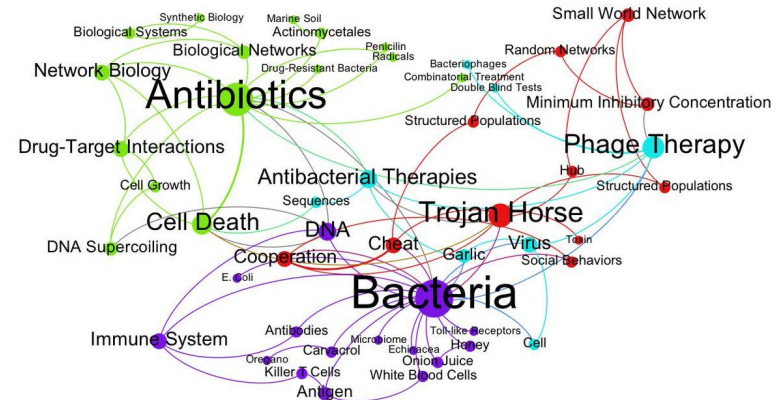 Small World Network
Synthetic Biology
Marine Soil
Biological Systems
Actinomycetales
Penicilin
Radicals
Biological Networks
Random Networks
Bacteriophages
Drug-Resistant Bacteria
Network Biology
Combinatorial Treatment
Double Blind Tests
Antibiotics
Minimum Inhibitory Concentration
Structured Populations
Drug-Target Interactions
Phage Therapy
Hub
Antibacterial Therapies
Cell Growth
Structured Populations
Sequences
Trojan Horse
Cell Death
DNA
DNA Supercoiling
Cheat
Virus
Toxin
Cooperation
Garlic
Social Behaviors
E. Coli
Bacteria
Immune System
Antibodies
Toll-like Receptors
Microbiome
Honey
Cell
Carvacrol
Echinacea
Oregano
Onion Juice
Killer T Cells
White Blood Cells
Antigen